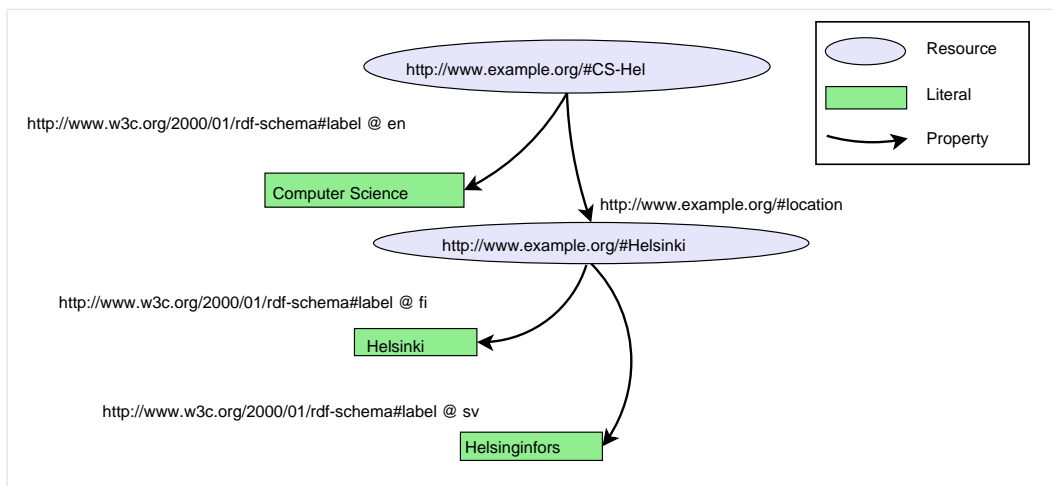 http://www.example.org/#CS-Hel
Resource
Literal
Property
http://www.w3c.org/2000/01/rdf-schema#label @ en
Computer Science
http://www.example.org/#location
http://www.example.org/#Helsinki
http://www.w3c.org/2000/01/rdf-schema#label @ fi
Helsinki
http://www.w3c.org/2000/01/rdf-schema#label @ sv
Helsinginfors